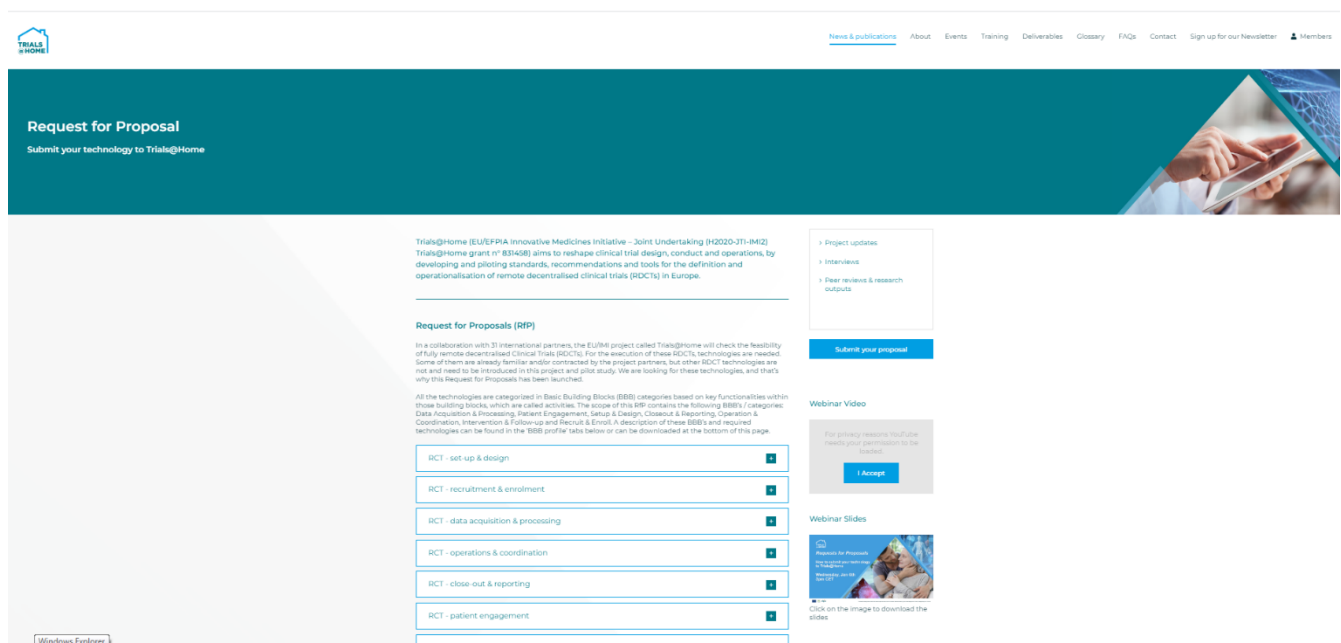 TRIALS
@HOME
News & publications About Events Training Deliverables Glossary FAQs Contact Sign up for our Newsletter Members
Request for Proposal
Submit your technology to Trials@Home
Trials@Home (EU/EFPIA Innovative Medicines Initiative – Joint Undertaking (H2020-JTI-IMI2)
Trials@Home grant n° 831458) aims to reshape clinical trial design, conduct and operations, by
developing and piloting standards, recommendations and tools for the definition and
operationalisation of remote decentralised clinical trials (RDCTs) in Europe.
Request for Proposals (RfP)
In a collaboration with 31 international partners, the EU/IMI project called Trials@Home will check the feasibility
of fully remote decentralised Clinical Trials (RDCTs). For the execution of these RDCTs, technologies are needed.
Some of them are already familiar and/or contracted by the project partners, but other RDCT technologies are
not and need to be introduced in this project and pilot study. We are looking for these technologies, and that's
why this Request for Proposals has been launched.
All the technologies are categorized in Basic Building Blocks (BBB) categories based on key functionalities within
those building blocks, which are called activities. The scope of this RfP contains the following BBB's / categories:
Data Acquisition & Processing, Patient Engagement, Setup & Design, Closeout & Reporting, Operation &
Coordination, Intervention & Follow-up and Recruit & Enroll. A description of these BBB's and required
technologies can be found in the 'BBB profile' tabs below or can be downloaded at the bottom of this page.
RCT - set-up & design
RCT - recruitment & enrolment
RCT - data acquisition & processing
RCT - operations & coordination
RCT - close-out & reporting
RCT - patient engagement
> Project updates
> Interviews
> Peer reviews & research
outputs
Submit your proposal
Webinar Video
For privacy reasons YouTube
needs your permission to be
loaded.
I Accept
Webinar Slides
Requests for Proposals
Click on the image to download the
slides
Windows Explorer